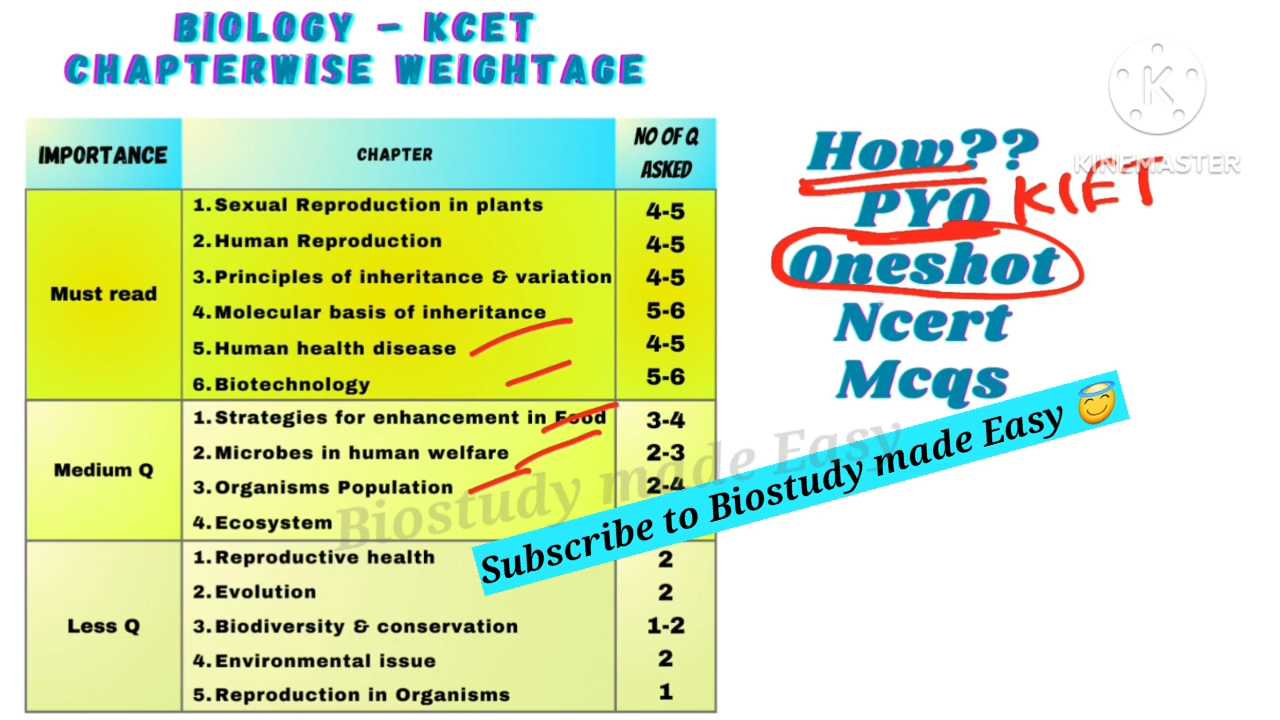 BIOLOGY - KCET
CHAPTERWISE WEIGHTAGE
IMPORTANCE CHAPTER NO OF Q ASKED
Must read
1. Sexual Reproduction in plants 4-5
2. Human Reproduction 4-5
3. Principles of inheritance & variation 4-5
4. Molecular basis of inheritance 5-6
5. Human health disease 4-5
6. Biotechnology 5-6
Medium Q
1. Strategies for enhancement in Food 3-4
2. Microbes in human welfare 2-3
3. Organisms Population 2-4
4. Ecosystem
Less Q
1. Reproductive health 2
2. Evolution 2
3. Biodiversity & conservation 1-2
4. Environmental issue 2
5. Reproduction in Organisms 1
How??
PYQ KCET
Oneshot
Ncert
Mcqs
K
KINEMASTER
Biostudy made Easy
Subscribe to Biostudy made Easy 😇